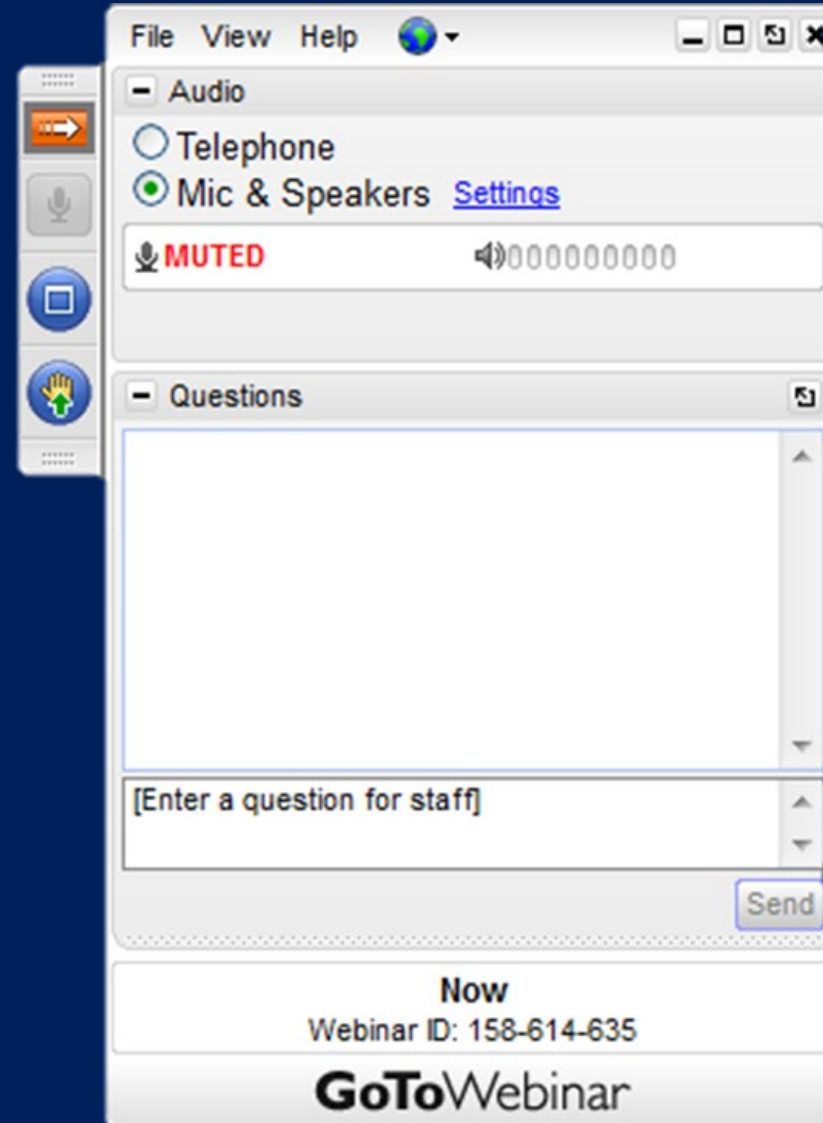 File View Help
Audio
Telephone
Mic & Speakers Settings
MUTED
Questions
[Enter a question for staff]
Send
Now
Webinar ID: 158-614-635
GoToWebinar